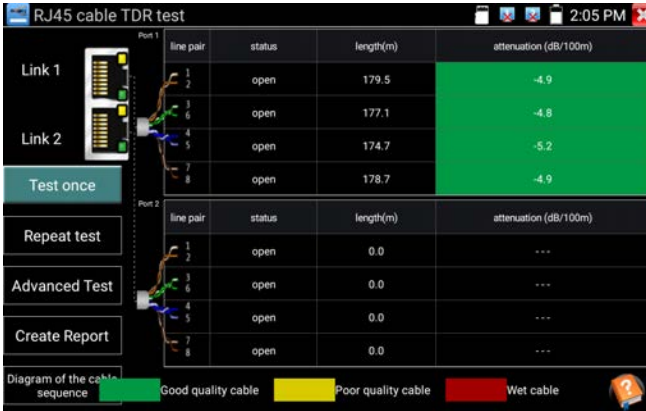 RJ45 cable TDR test
2:05 PM
Port 1
line pair status length(m) attenuation (dB/100m)
Link 1
1 2 open 179.5 -4.9
3 6 open 177.1 -4.8
Link 2
4 5 open 174.7 -5.2
7 8 open 178.7 -4.9
Test once
Port 2
line pair status length(m) attenuation (dB/100m)
Repeat test
1 2 open 0.0 ---
3 6 open 0.0 ---
Advanced Test
4 5 open 0.0 ---
Create Report
7 8 open 0.0 ---
Diagram of the cable
sequence
Good quality cable Poor quality cable Wet cable